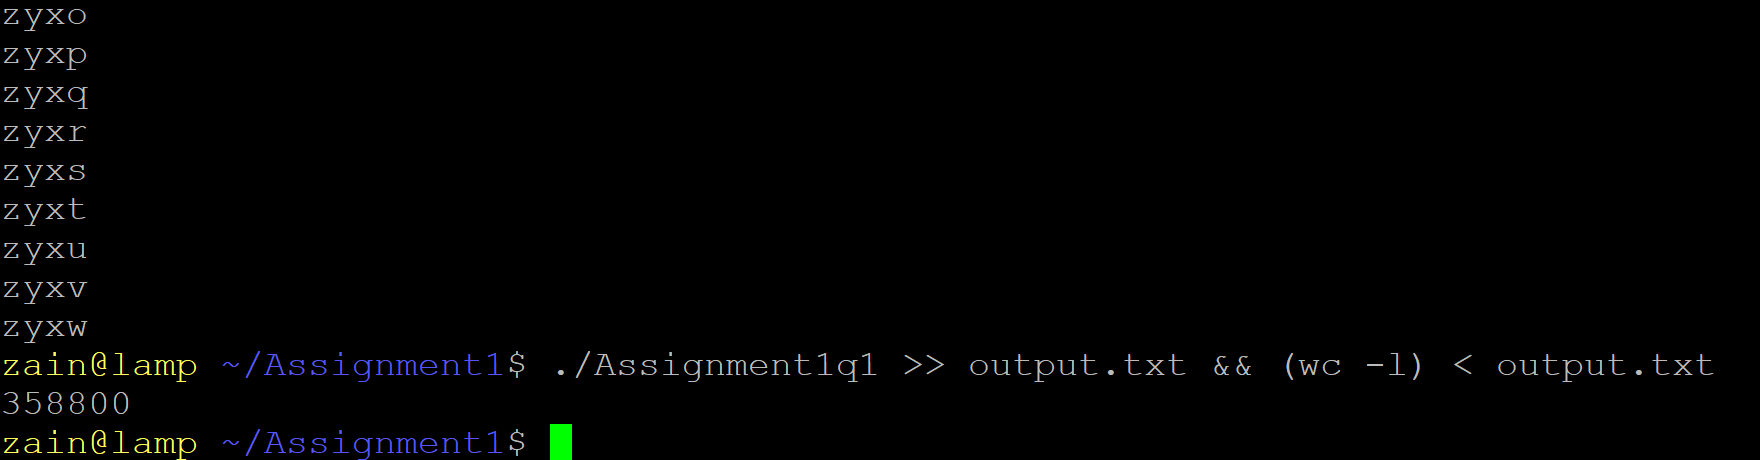 zyxo
zyxp
zyxq
zyxr
zyxs
zyxt
zyxu
zyxv
zyxw
zain@lamp ~/Assignment1$ ./Assignment1q1 >> output.txt && (wc -l) < output.txt
358800
zain@lamp ~/Assignment1$